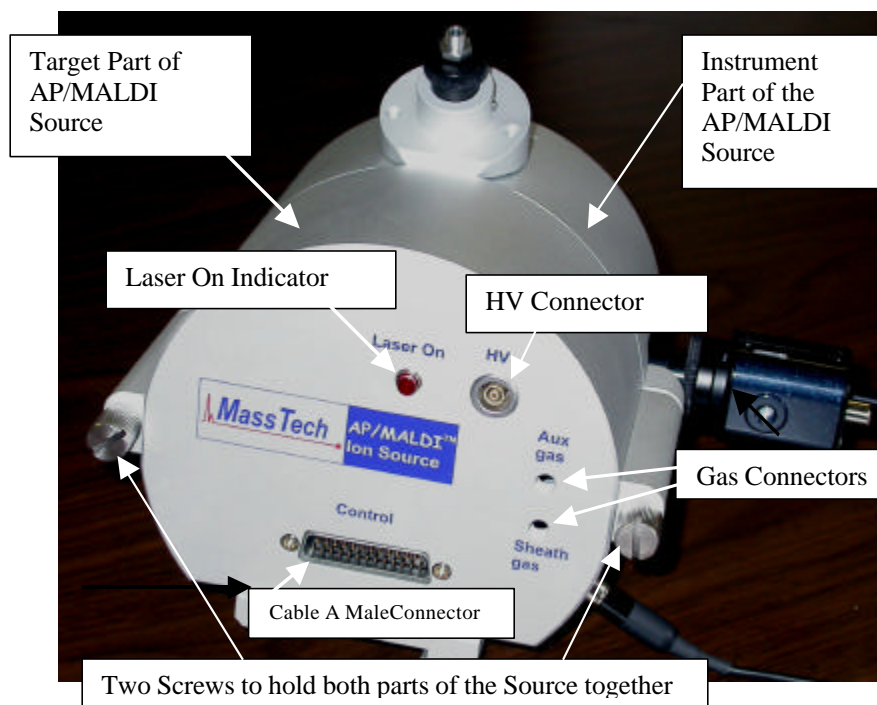 Target Part of
AP/MALDI
Source
Instrument
Part of the
AP/MALDI
Source
Laser On Indicator
HV Connector
Laser On
HV
MassTech
AP/MALDI™
Ion Source
Aux
gas
Gas Connectors
Control
Sheath
gas
Cable A MaleConnector
Two Screws to hold both parts of the Source together